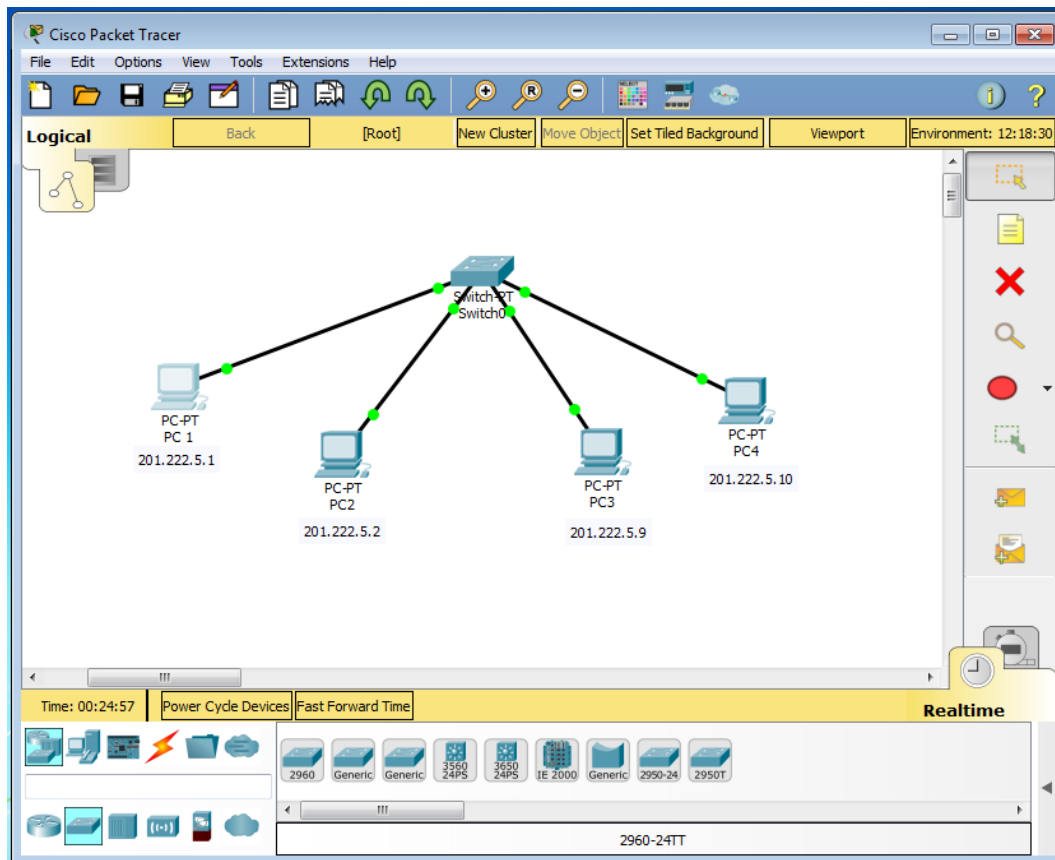 Cisco Packet Tracer
File Edit Options View Tools Extensions Help
Logical Back [Root] New Cluster Move Object Set Tiled Background Viewport Environment: 12:18:30
Switch-PT
Switch0
PC-PT
PC 1
201.222.5.1
PC-PT
PC2
201.222.5.2
PC-PT
PC3
201.222.5.9
PC-PT
PC4
201.222.5.10
Time: 00:24:57 Power Cycle Devices Fast Forward Time Realtime
2960 Generic Generic 3560 24PS 3650 24PS IE 2000 Generic 2950-24 2950T
2960-24TT